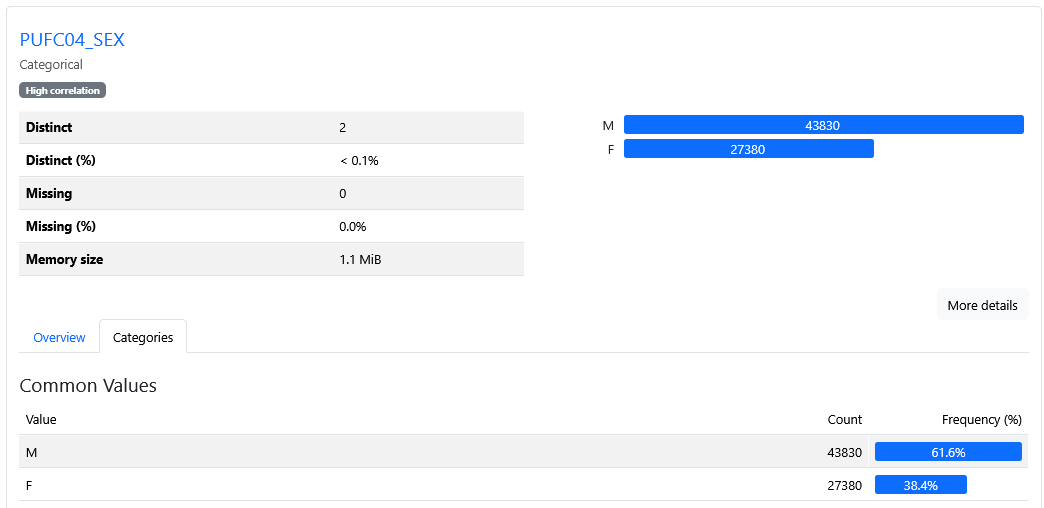 PUFC04_SEX
Categorical
High correlation
Distinct 2
Distinct (%) < 0.1%
Missing 0
Missing (%) 0.0%
Memory size 1.1 MiB
M 43830
F 27380
More details
Overview Categories
Common Values
Value Count Frequency (%)
M 43830 61.6%
F 27380 38.4%